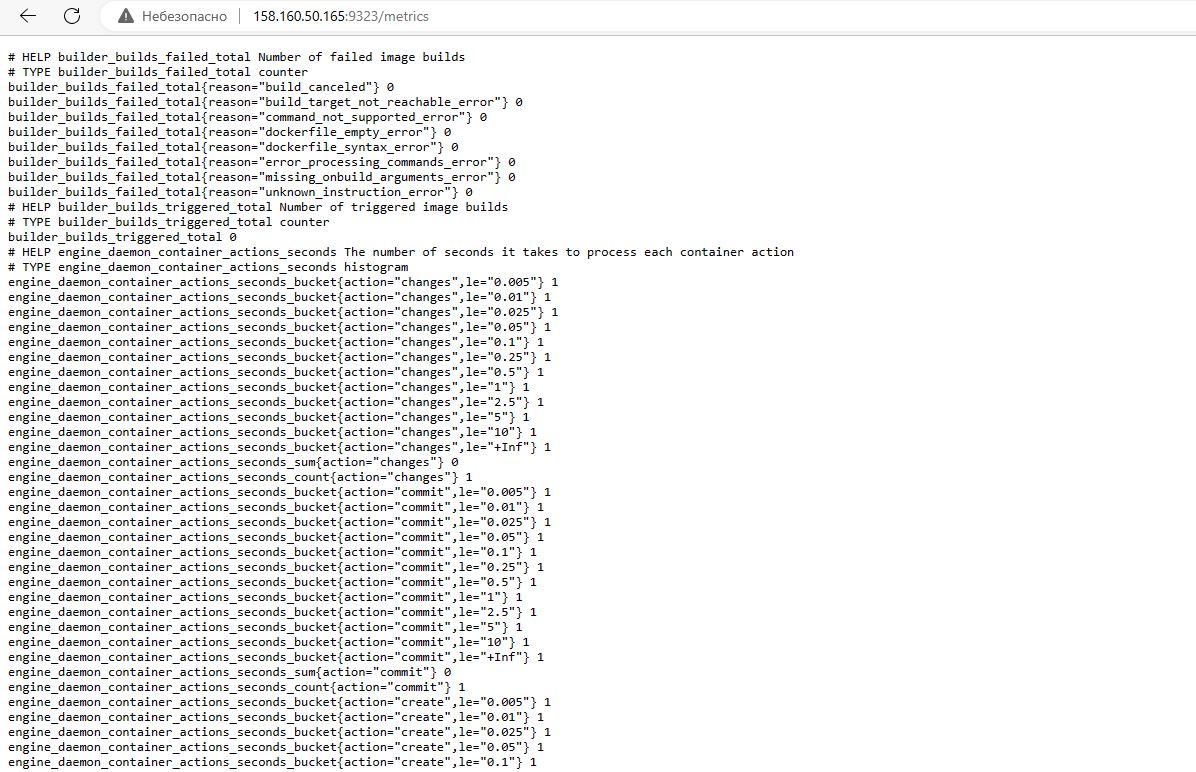 Небезопасно 158.160.50.165:9323/metrics
# HELP builder_builds_failed_total Number of failed image builds
# TYPE builder_builds_failed_total counter
builder_builds_failed_total{reason="build_canceled"} 0
builder_builds_failed_total{reason="build_target_not_reachable_error"} 0
builder_builds_failed_total{reason="command_not_supported_error"} 0
builder_builds_failed_total{reason="dockerfile_empty_error"} 0
builder_builds_failed_total{reason="dockerfile_syntax_error"} 0
builder_builds_failed_total{reason="error_processing_commands_error"} 0
builder_builds_failed_total{reason="missing_onbuild_arguments_error"} 0
builder_builds_failed_total{reason="unknown_instruction_error"} 0
# HELP builder_builds_triggered_total Number of triggered image builds
# TYPE builder_builds_triggered_total counter
builder_builds_triggered_total 0
# HELP engine_daemon_container_actions_seconds The number of seconds it takes to process each container action
# TYPE engine_daemon_container_actions_seconds histogram
engine_daemon_container_actions_seconds_bucket{action="changes",le="0.005"} 1
engine_daemon_container_actions_seconds_bucket{action="changes",le="0.01"} 1
engine_daemon_container_actions_seconds_bucket{action="changes",le="0.025"} 1
engine_daemon_container_actions_seconds_bucket{action="changes",le="0.05"} 1
engine_daemon_container_actions_seconds_bucket{action="changes",le="0.1"} 1
engine_daemon_container_actions_seconds_bucket{action="changes",le="0.25"} 1
engine_daemon_container_actions_seconds_bucket{action="changes",le="0.5"} 1
engine_daemon_container_actions_seconds_bucket{action="changes",le="1"} 1
engine_daemon_container_actions_seconds_bucket{action="changes",le="2.5"} 1
engine_daemon_container_actions_seconds_bucket{action="changes",le="5"} 1
engine_daemon_container_actions_seconds_bucket{action="changes",le="10"} 1
engine_daemon_container_actions_seconds_bucket{action="changes",le="+Inf"} 1
engine_daemon_container_actions_seconds_sum{action="changes"} 0
engine_daemon_container_actions_seconds_count{action="changes"} 1
engine_daemon_container_actions_seconds_bucket{action="commit",le="0.005"} 1
engine_daemon_container_actions_seconds_bucket{action="commit",le="0.01"} 1
engine_daemon_container_actions_seconds_bucket{action="commit",le="0.025"} 1
engine_daemon_container_actions_seconds_bucket{action="commit",le="0.05"} 1
engine_daemon_container_actions_seconds_bucket{action="commit",le="0.1"} 1
engine_daemon_container_actions_seconds_bucket{action="commit",le="0.25"} 1
engine_daemon_container_actions_seconds_bucket{action="commit",le="0.5"} 1
engine_daemon_container_actions_seconds_bucket{action="commit",le="1"} 1
engine_daemon_container_actions_seconds_bucket{action="commit",le="2.5"} 1
engine_daemon_container_actions_seconds_bucket{action="commit",le="5"} 1
engine_daemon_container_actions_seconds_bucket{action="commit",le="10"} 1
engine_daemon_container_actions_seconds_bucket{action="commit",le="+Inf"} 1
engine_daemon_container_actions_seconds_sum{action="commit"} 0
engine_daemon_container_actions_seconds_count{action="commit"} 1
engine_daemon_container_actions_seconds_bucket{action="create",le="0.005"} 1
engine_daemon_container_actions_seconds_bucket{action="create",le="0.01"} 1
engine_daemon_container_actions_seconds_bucket{action="create",le="0.025"} 1
engine_daemon_container_actions_seconds_bucket{action="create",le="0.05"} 1
engine_daemon_container_actions_seconds_bucket{action="create",le="0.1"} 1